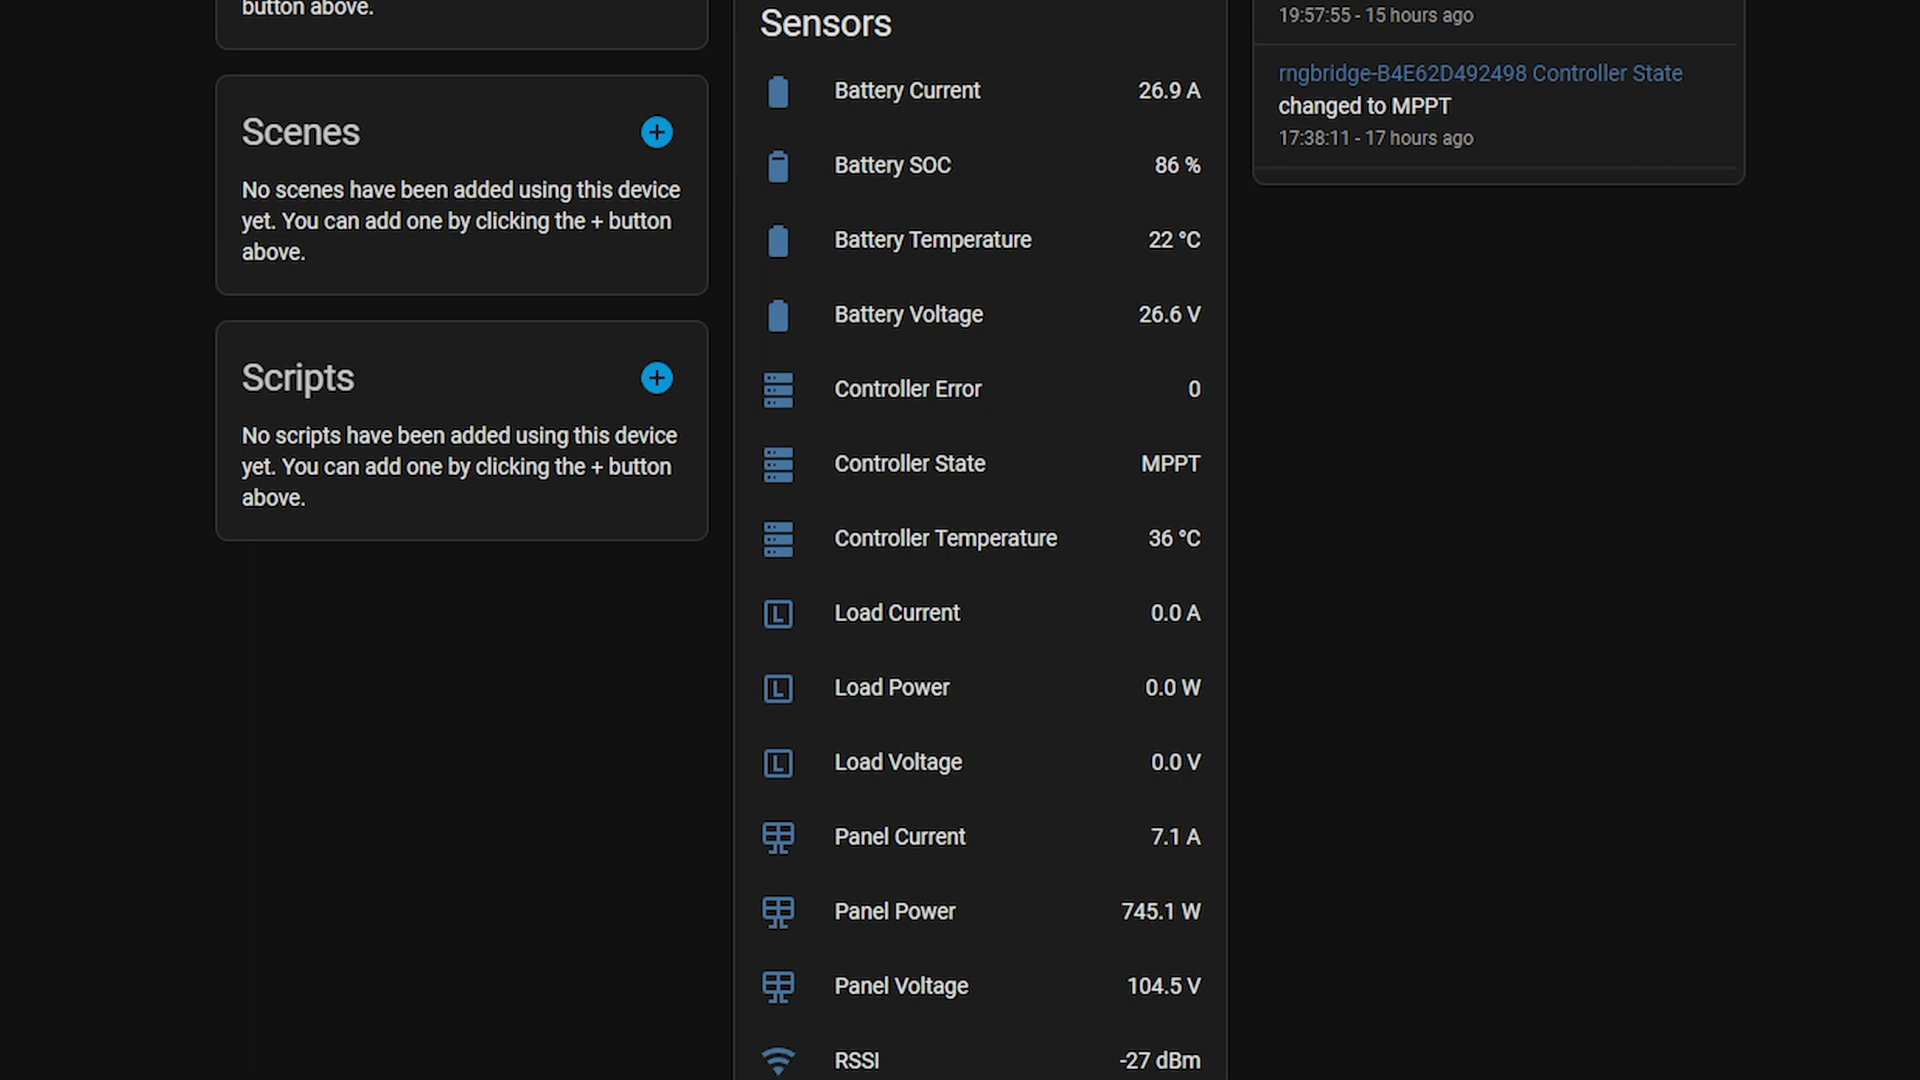 button above.
Scenes
No scenes have been added using this device
yet. You can add one by clicking the + button
above.
Scripts
No scripts have been added using this device
yet. You can add one by clicking the + button
above.
Sensors
Battery Current 26.9 A
Battery SOC 86 %
Battery Temperature 22 °C
Battery Voltage 26.6 V
Controller Error 0
Controller State MPPT
Controller Temperature 36 °C
Load Current 0.0 A
Load Power 0.0 W
Load Voltage 0.0 V
Panel Current 7.1 A
Panel Power 745.1 W
Panel Voltage 104.5 V
RSSI -27 dBm
19:57:55 - 15 hours ago
rngbridge-B4E62D492498 Controller State
changed to MPPT
17:38:11 - 17 hours ago